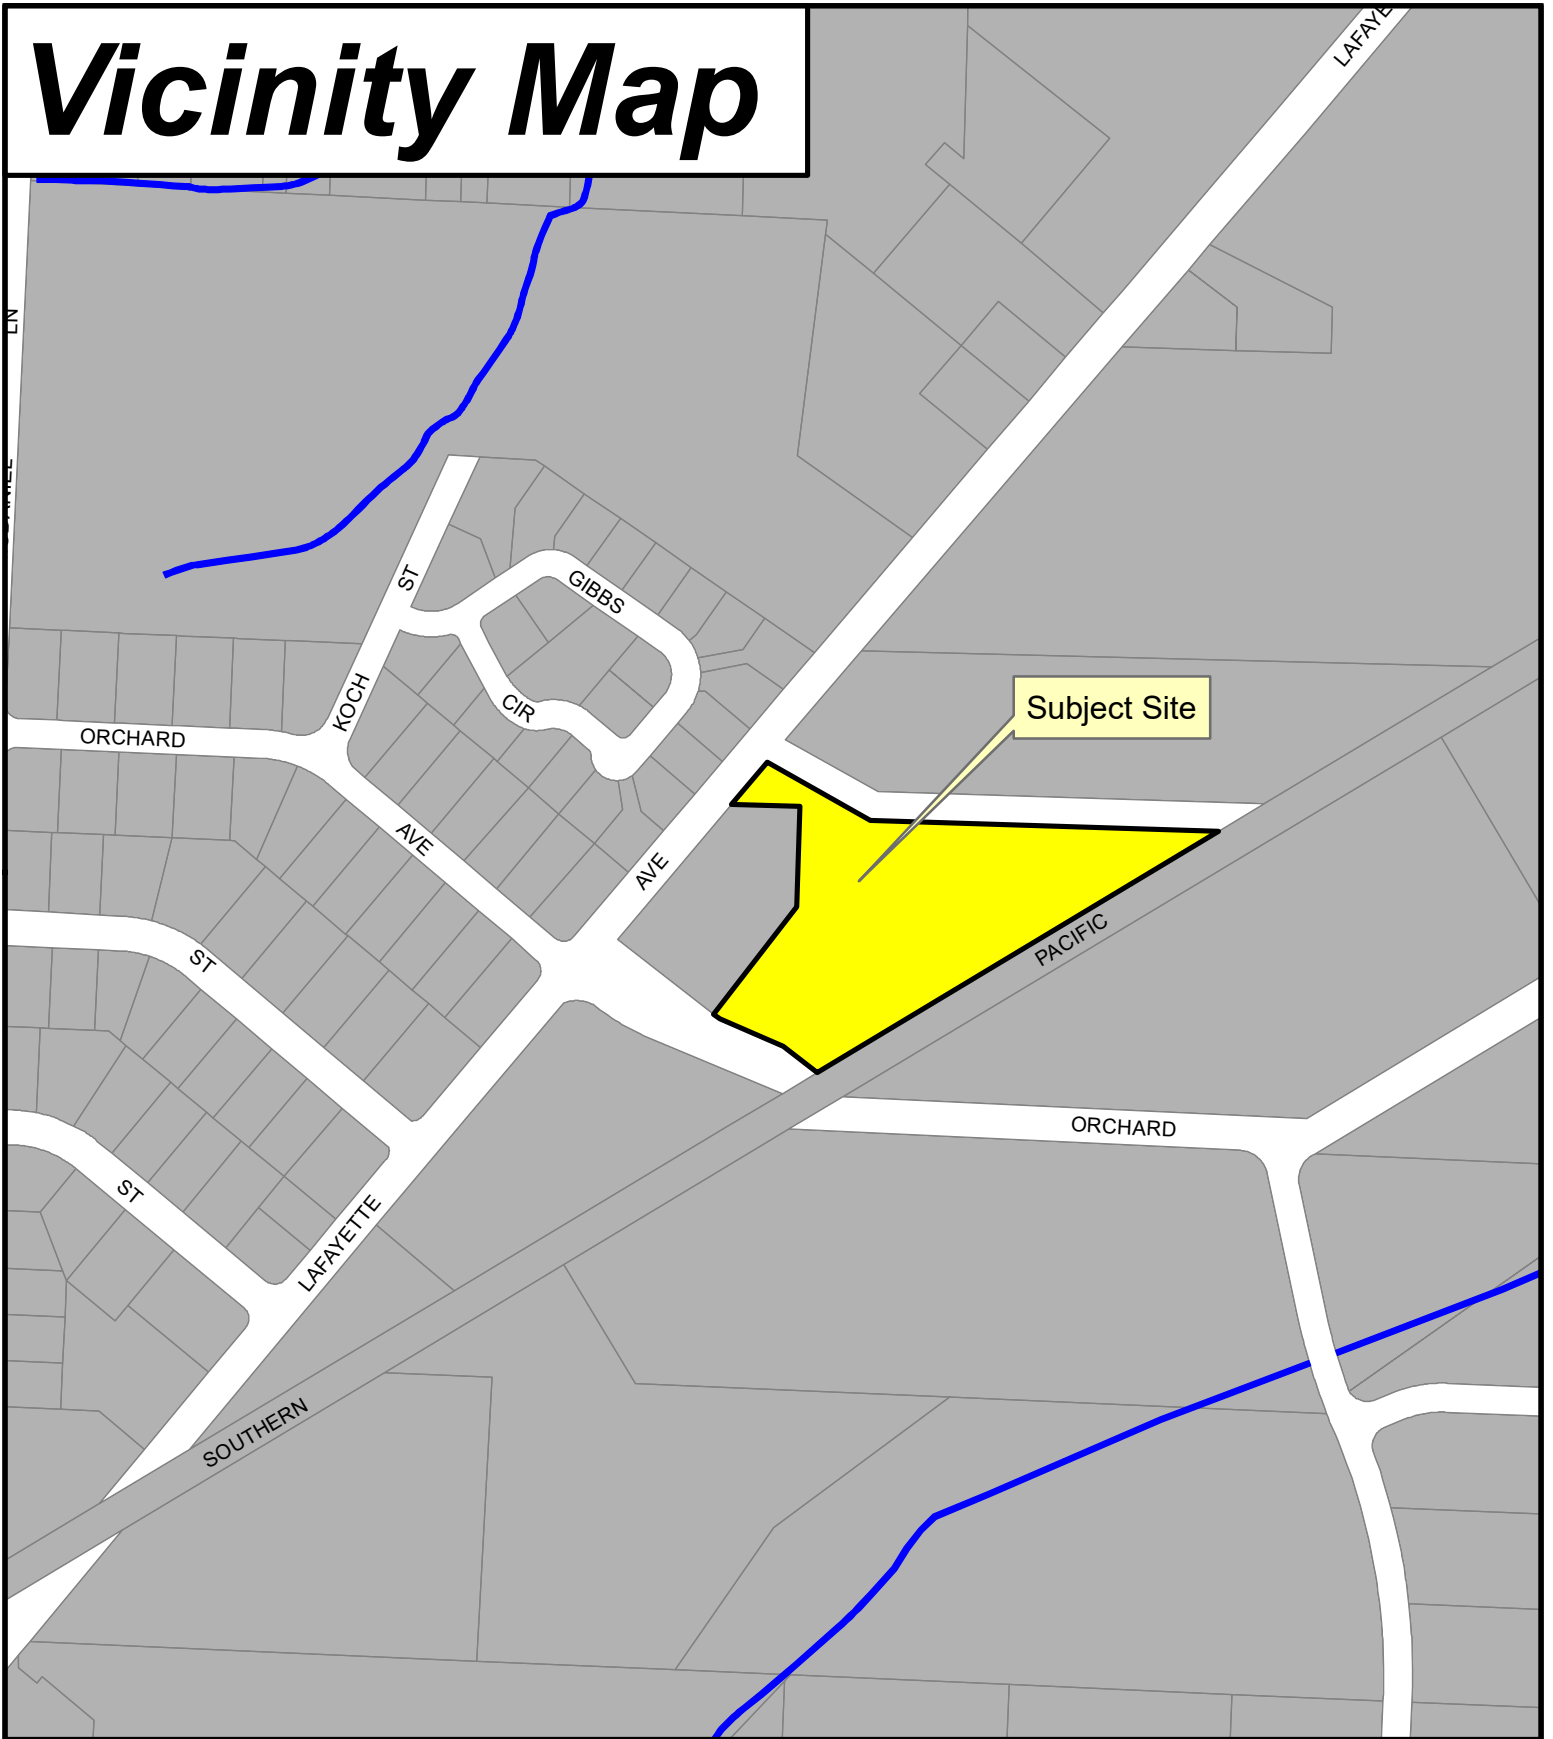 Vicinity Map
LAFAYE
LN
ST
GIBBS
KOCH
CIR
Subject Site
ORCHARD
AVE
AVE
PACIFIC
ST
ORCHARD
ST
LAFAYETTE
SOUTHERN